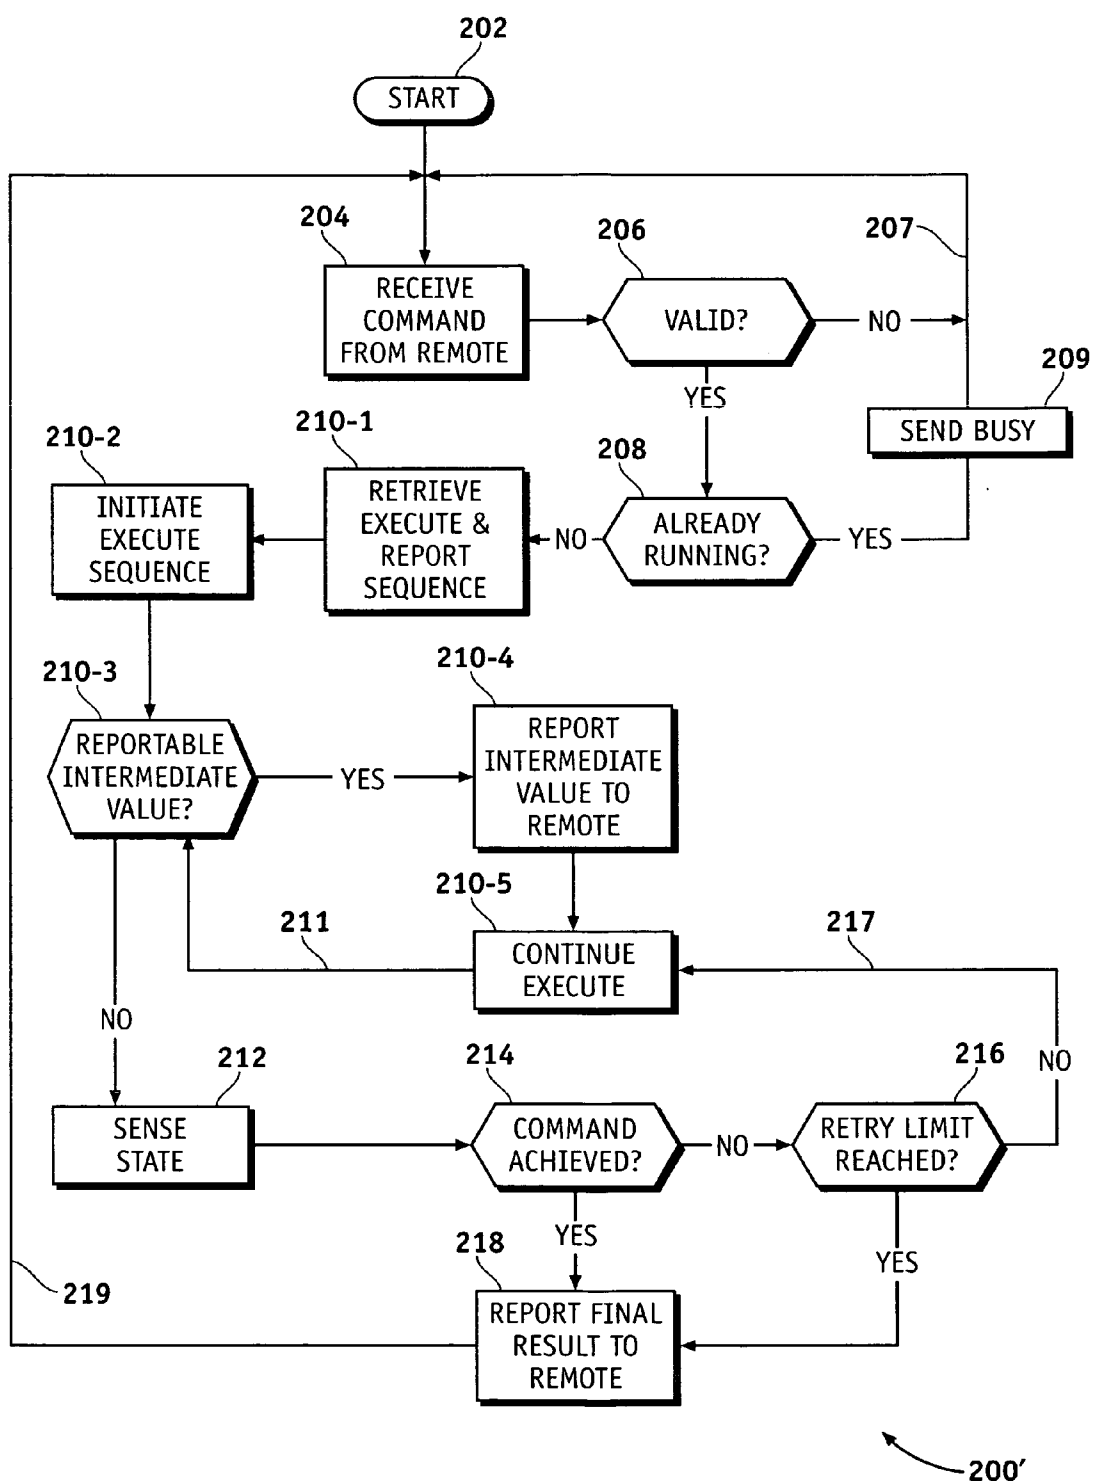 202
START
204
RECEIVE
COMMAND
FROM REMOTE
206
VALID?
NO
207
YES
209
SEND BUSY
208
ALREADY
RUNNING?
YES
NO
210-1
RETRIEVE
EXECUTE &
REPORT
SEQUENCE
210-2
INITIATE
EXECUTE
SEQUENCE
210-3
REPORTABLE
INTERMEDIATE
VALUE?
YES
210-4
REPORT
INTERMEDIATE
VALUE TO
REMOTE
210-5
CONTINUE
EXECUTE
211
217
NO
212
SENSE
STATE
214
COMMAND
ACHIEVED?
NO
216
RETRY LIMIT
REACHED?
NO
YES
YES
218
REPORT FINAL
RESULT TO
REMOTE
219
200′